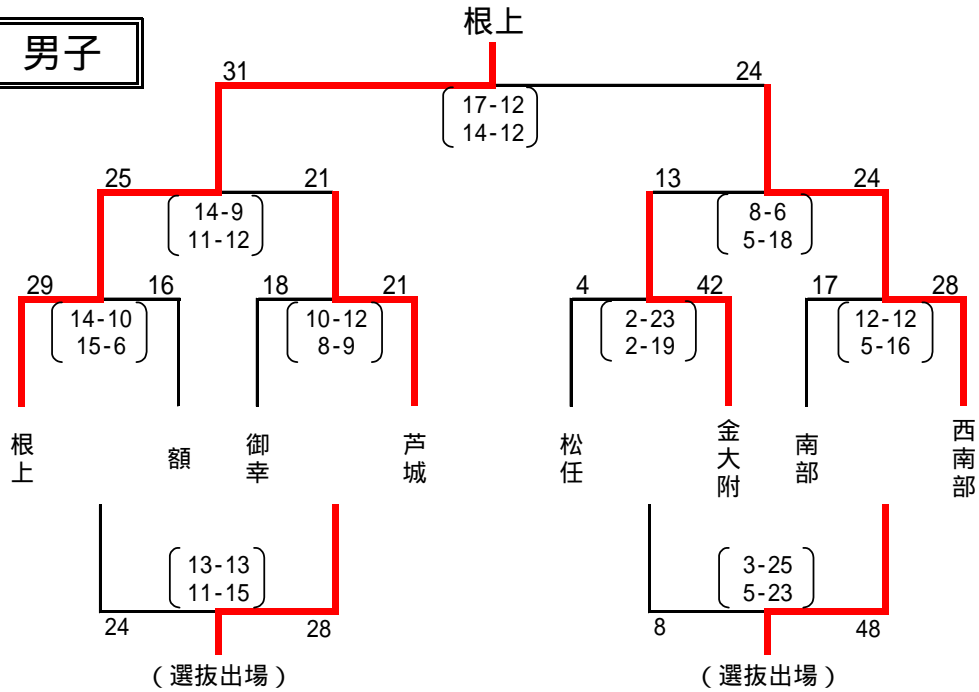 根上
男子
31 24
17-12
14-12
25 21 13 24
14-9 8-6
11-12 5-18
29 16 18 21 4 42 17 28
14-10 10-12 2-23 12-12
15-6 8-9 2-19 5-16
根上 額 御幸 芦城 松任 金大附 南部 西南部
13-13 3-25
11-15 5-23
24 28 8 48
(選抜出場) (選抜出場)